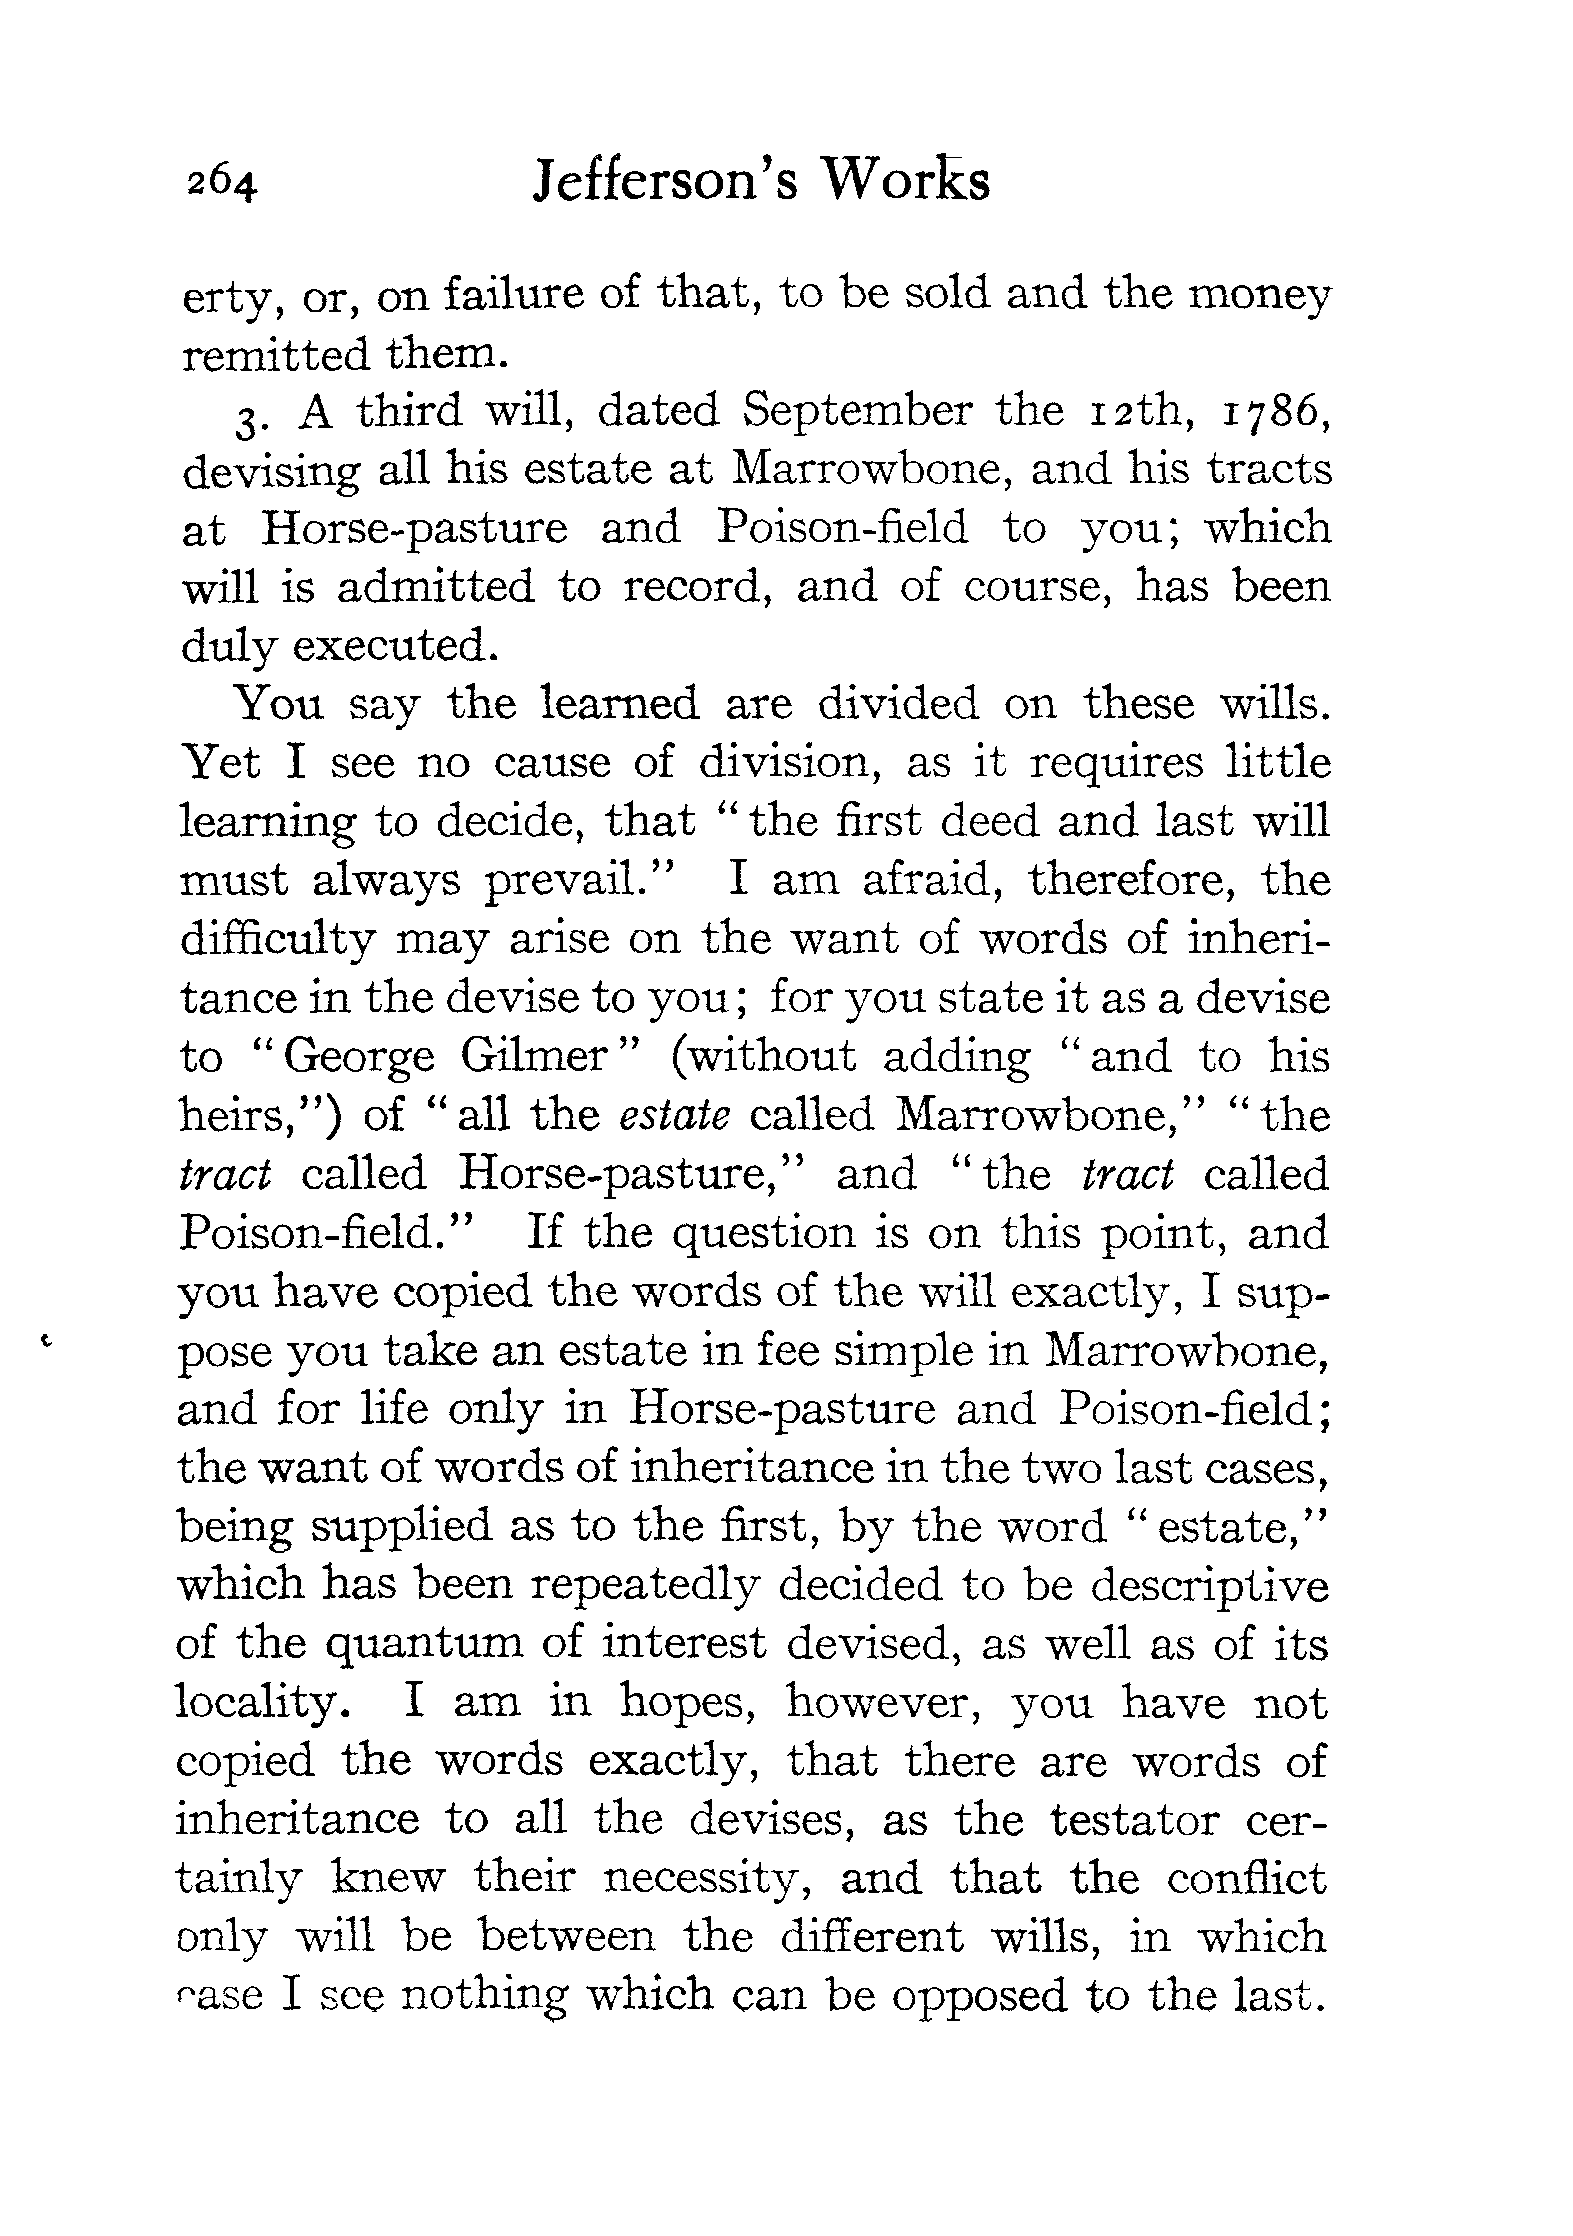 264 Jefferson's Works
erty, or, on failure of that, to be sold and the money
remitted them.
3. A third will, dated September the 12th, 1786,
devising all his estate at Marrowbone, and his tracts
at Horse-pasture and Poison-field to you; which
will is admitted to record, and of course, has been
duly executed.
You say the learned are divided on these wills.
Yet I see no cause of division, as it requires little
learning to decide, that "the first deed and last will
must always prevail." I am afraid, therefore, the
difficulty may arise on the want of words of inheri-
tance in the devise to you; for you state it as a devise
to "George Gilmer" (without adding "and to his
heirs,") of "all the estate called Marrowbone," "the
tract called Horse-pasture," and "the tract called
Poison-field." If the question is on this point, and
you have copied the words of the will exactly, I sup-
pose you take an estate in fee simple in Marrowbone,
and for life only in Horse-pasture and Poison-field;
the want of words of inheritance in the two last cases,
being supplied as to the first, by the word "estate,"
which has been repeatedly decided to be descriptive
of the quantum of interest devised, as well as of its
locality. I am in hopes, however, you have not
copied the words exactly, that there are words of
inheritance to all the devises, as the testator cer-
tainly knew their necessity, and that the conflict
only will be between the different wills, in which
case I see nothing which can be opposed to the last.